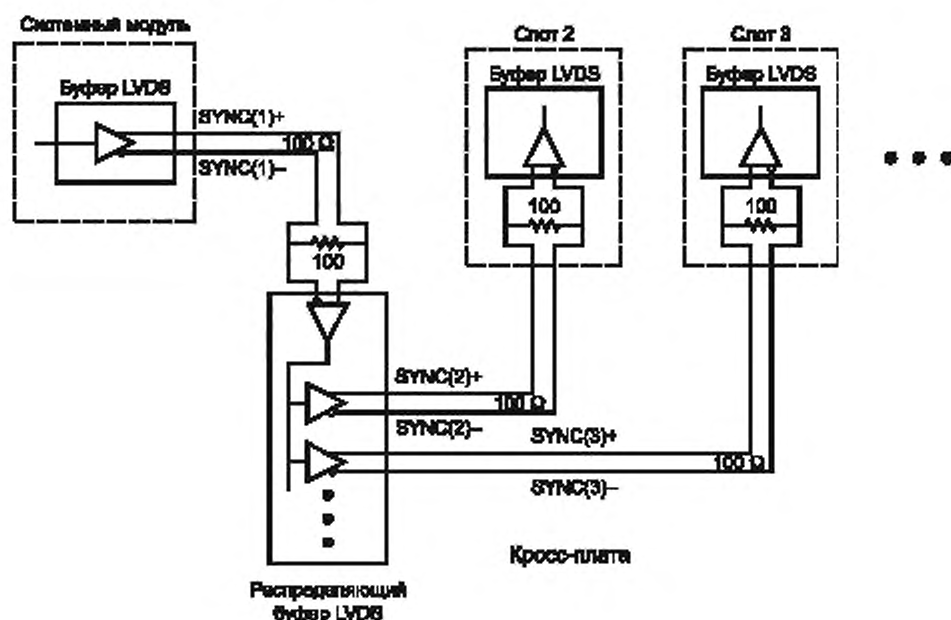 Системный модуль
Буфер LVDS
SYNC(1)+
100 Ω
SYNC(1)–
100
Слот 2
Буфер LVDS
100
Слот 3
Буфер LVDS
100
SYNC(2)+
100 Ω
SYNC(2)–
SYNC(3)+
100 Ω
SYNC(3)–
Кросс-плата
Распределяющий
буфер LVDS